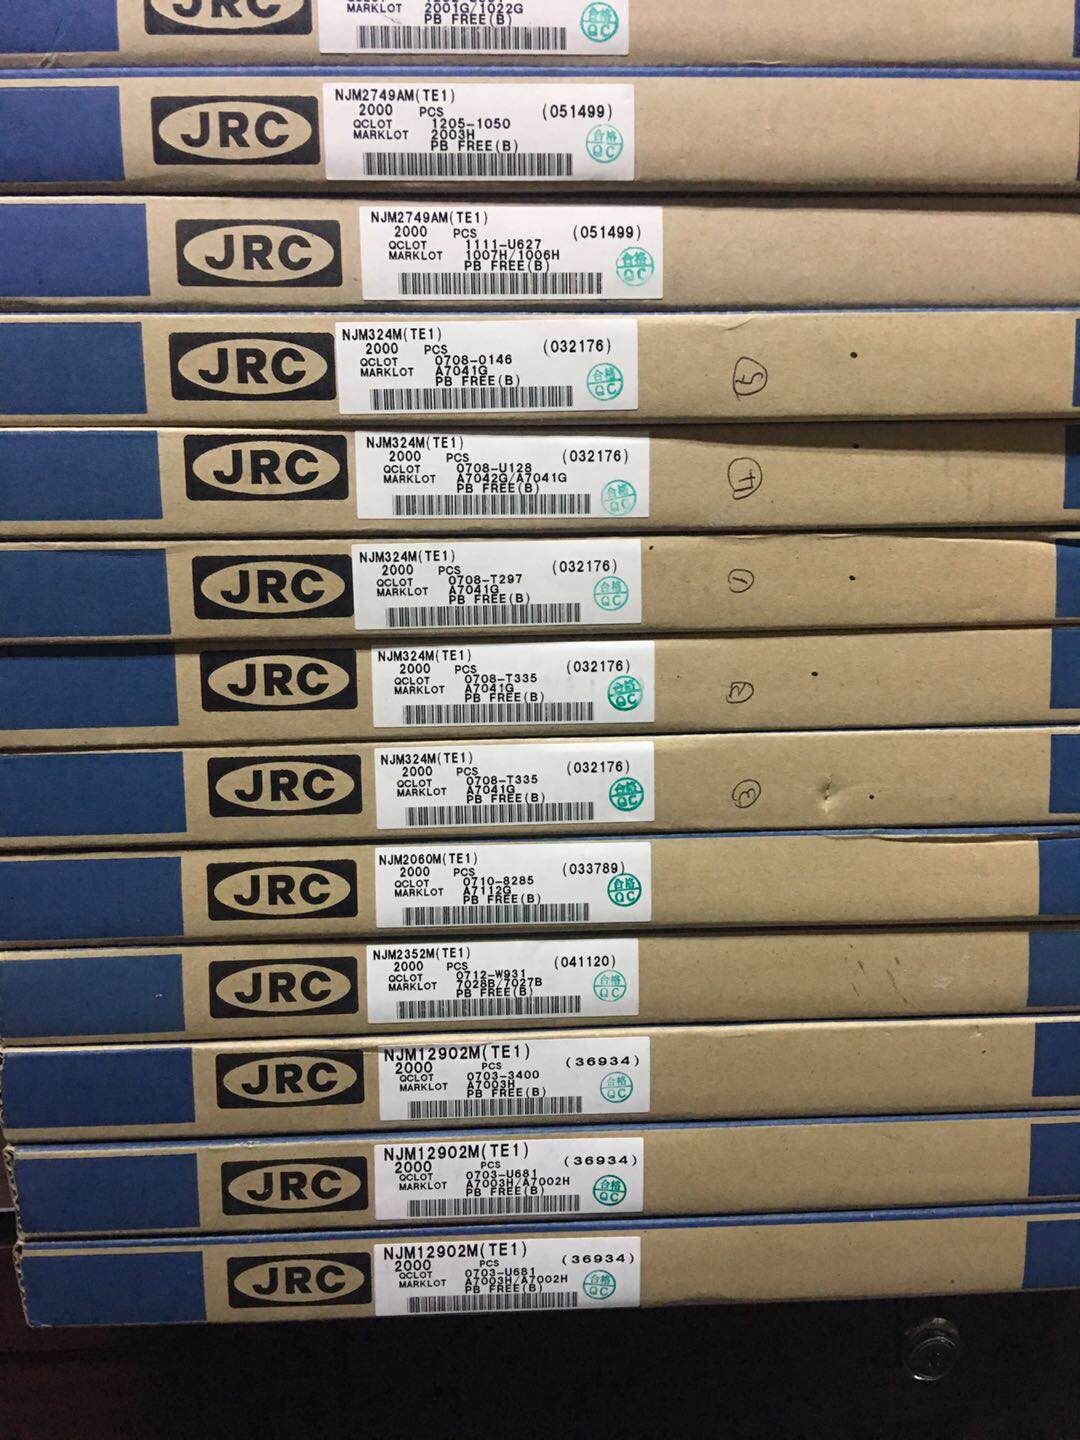 JRC
MARKLOT 2001G/1022G
PB FREE(B)
合格
QC
JRC
NJM2749AM(TE1)
2000 PCS (051499)
QCLOT 1205-1050
MARKLOT 2003H
PB FREE(B)
合格
QC
JRC
NJM2749AM(TE1)
2000 PCS (051499)
QCLOT 1111-U627
MARKLOT 1007H/1006H
PB FREE(B)
合格
QC
JRC
NJM324M(TE1)
2000 PCS (032176)
QCLOT 0708-0146
MARKLOT A7041G
PB FREE(B)
合格
QC
5
JRC
NJM324M(TE1)
2000 PCS (032176)
QCLOT 0708-U128
MARKLOT A7042G/A7041G
PB FREE(B)
合格
QC
4
JRC
NJM324M(TE1)
2000 PCS (032176)
QCLOT 0708-T297
MARKLOT A7041G
PB FREE(B)
合格
QC
1
JRC
NJM324M(TE1)
2000 PCS (032176)
QCLOT 0708-T335
MARKLOT A7041G
PB FREE(B)
合格
QC
2
JRC
NJM324M(TE1)
2000 PCS (032176)
QCLOT 0708-T335
MARKLOT A7041G
PB FREE(B)
合格
QC
3
JRC
NJM2060M(TE1)
2000 PCS (033789)
QCLOT 0710-8285
MARKLOT A7112G
PB FREE(B)
合格
QC
JRC
NJM2352M(TE1)
2000 PCS (041120)
QCLOT 0712-W931
MARKLOT 7028B/7027B
PB FREE(B)
合格
QC
JRC
NJM12902M(TE1)
2000 PCS (36934)
QCLOT 0703-3400
MARKLOT A7003H
PB FREE(B)
合格
QC
JRC
NJM12902M(TE1)
2000 PCS (36934)
QCLOT 0703-U681
MARKLOT A7003H/A7002H
PB FREE(B)
合格
QC
JRC
NJM12902M(TE1)
2000 PCS (36934)
QCLOT 0703-U681
MARKLOT A7003H/A7002H
PB FREE(B)
合格
QC